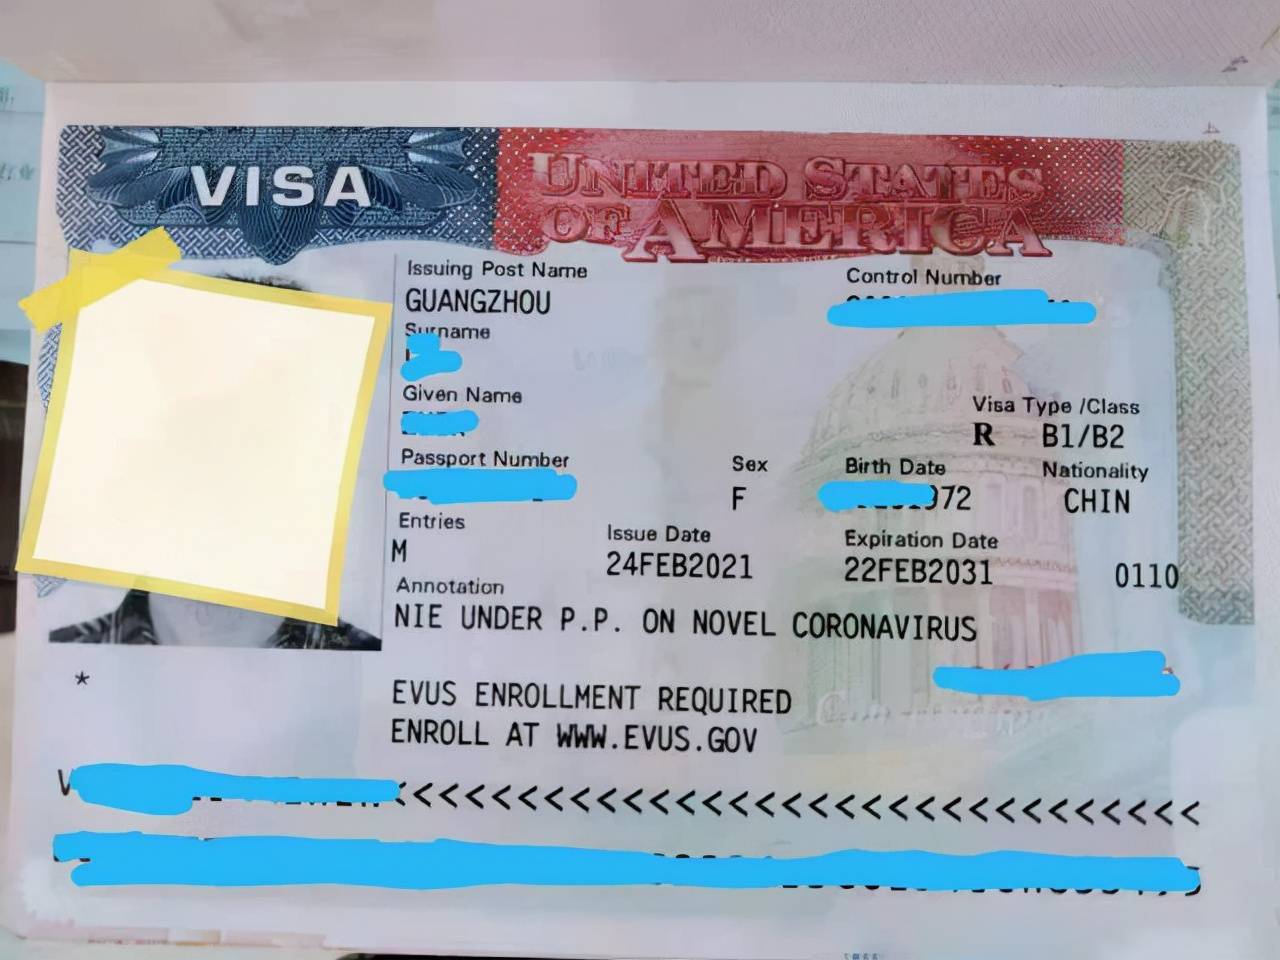 VISA
UNITED STATES
OF AMERICA
Issuing Post Name
GUANGZHOU
Control Number
Surname
Given Name
Visa Type /Class
R B1/B2
Passport Number
Sex
F
Birth Date
1972
Nationality
CHIN
Entries
M
Issue Date
24FEB2021
Expiration Date
22FEB2031
0110
Annotation
NIE UNDER P.P. ON NOVEL CORONAVIRUS
*
EVUS ENROLLMENT REQUIRED
ENROLL AT WWW.EVUS.GOV
V
<<<<<<<<<<<<<<<<<<<<<<<<<<<<<<<